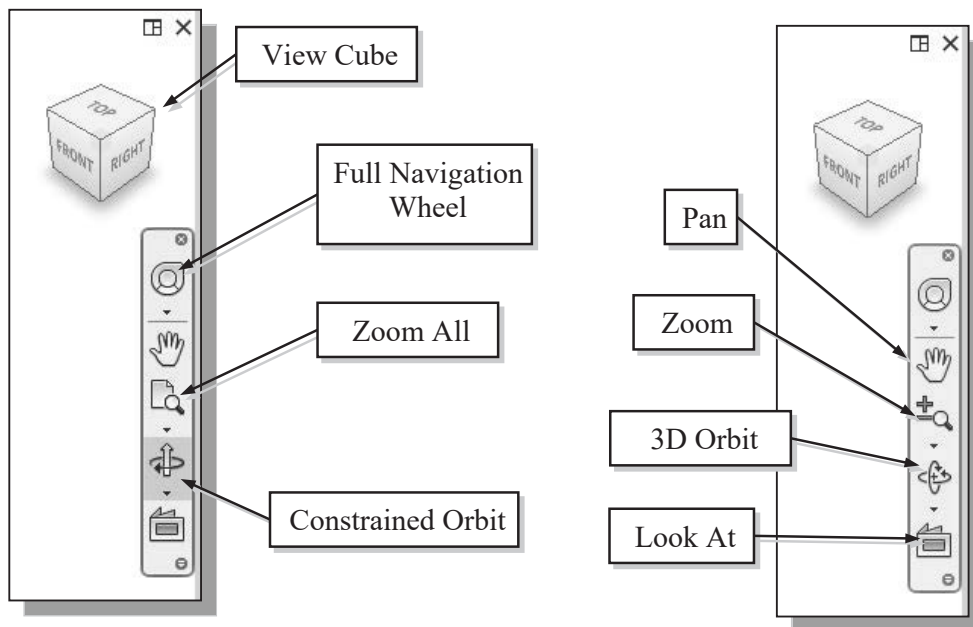 View Cube
TOP
FRONT
RIGHT
Full Navigation
Wheel
Zoom All
Constrained Orbit
TOP
FRONT
RIGHT
Pan
Zoom
3D Orbit
Look At